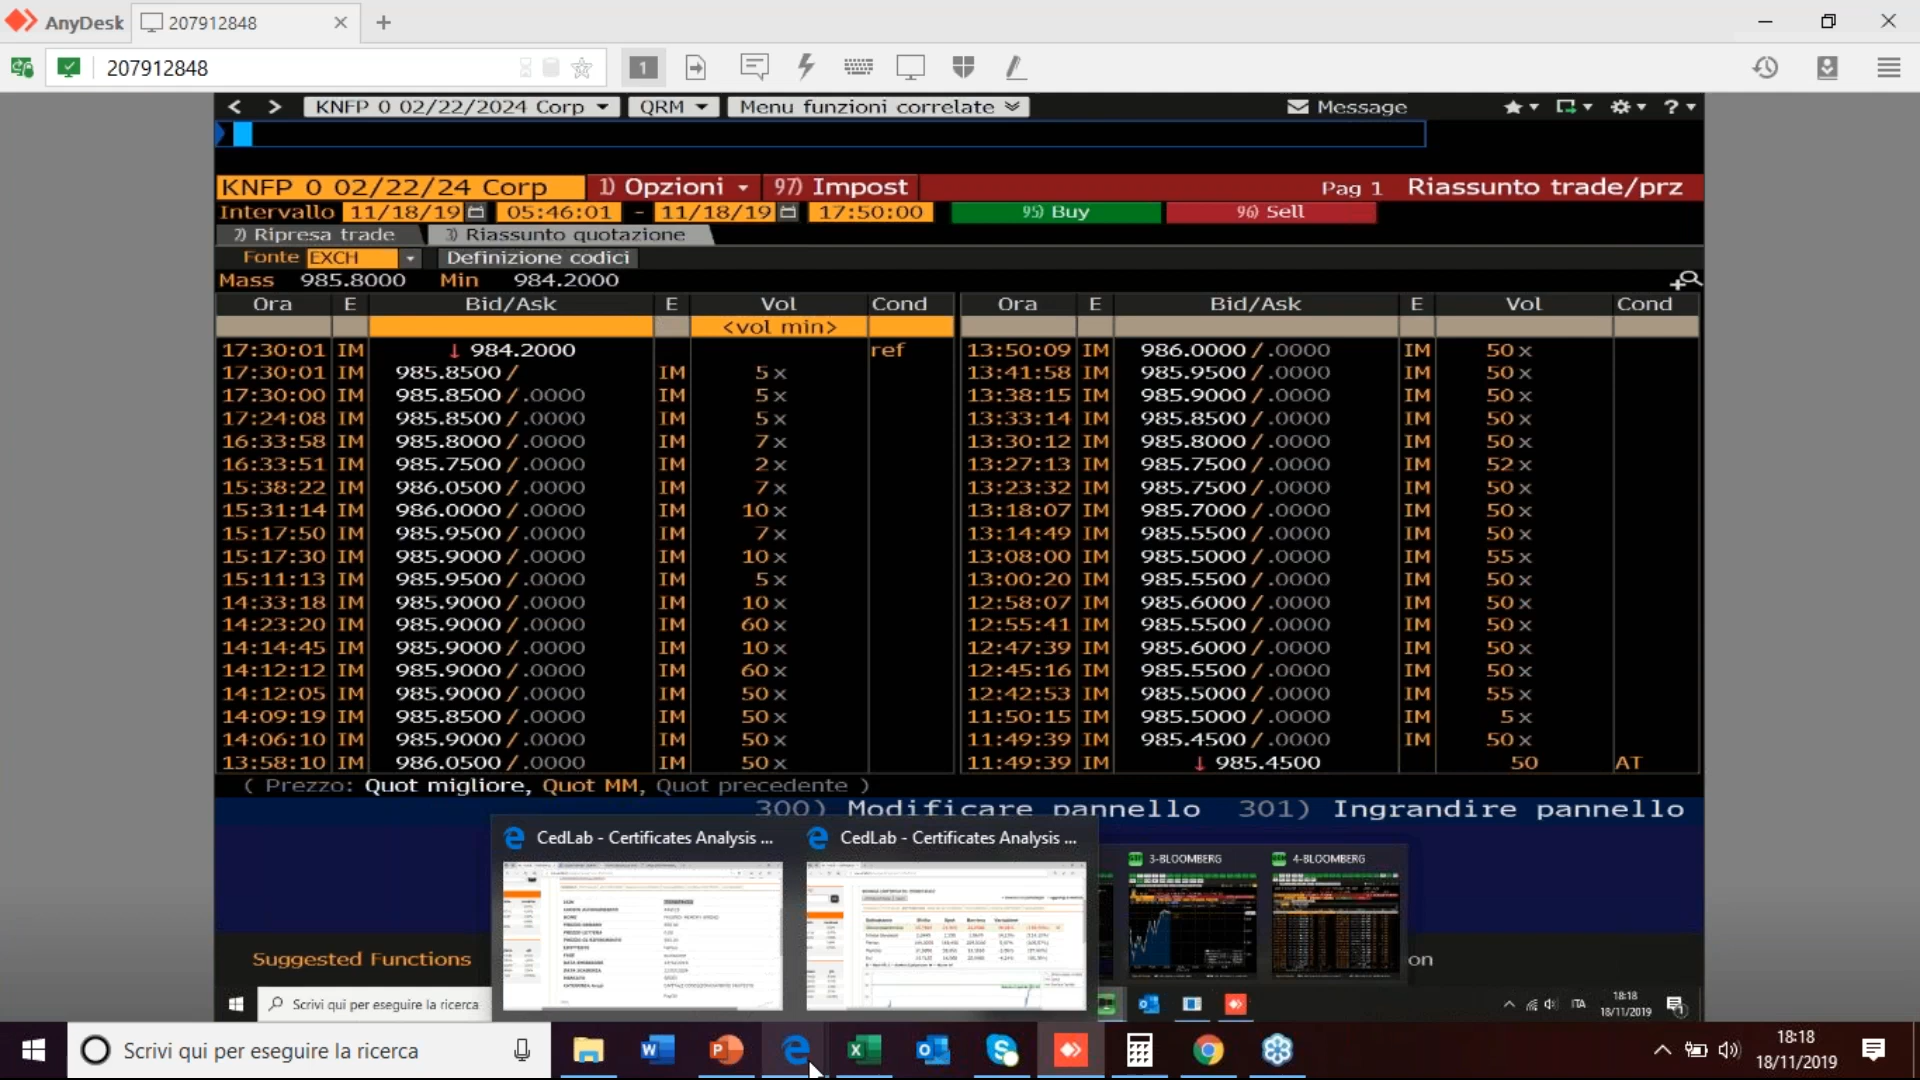 AnyDesk 207912848
207912848 1
KNFP 0 02/22/2024 Corp QRM Menu funzioni correlate Message ?
KNFP 0 02/22/24 Corp 1) Opzioni 97) Impost Pag 1 Riassunto trade/prz
Intervallo 11/18/19 05:46:01 - 11/18/19 17:50:00 95) Buy 96) Sell
2) Ripresa trade 3) Riassunto quotazione
Fonte EXCH Definizione codici
Mass 985.8000 Min 984.2000
Ora E Bid/Ask E Vol Cond Ora E Bid/Ask E Vol Cond
<vol min>
17:30:01 IM ↓ 984.2000 ref 13:50:09 IM 986.0000 / .0000 IM 50 x
17:30:01 IM 985.8500 / IM 5 x 13:41:58 IM 985.9500 / .0000 IM 50 x
17:30:00 IM 985.8500 / .0000 IM 5 x 13:38:15 IM 985.9000 / .0000 IM 50 x
17:24:08 IM 985.8500 / .0000 IM 5 x 13:33:14 IM 985.8500 / .0000 IM 50 x
16:33:58 IM 985.8000 / .0000 IM 7 x 13:30:12 IM 985.8000 / .0000 IM 50 x
16:33:51 IM 985.7500 / .0000 IM 2 x 13:27:13 IM 985.7500 / .0000 IM 52 x
15:38:22 IM 986.0500 / .0000 IM 7 x 13:23:32 IM 985.7500 / .0000 IM 50 x
15:31:14 IM 986.0000 / .0000 IM 10 x 13:18:07 IM 985.7000 / .0000 IM 50 x
15:17:50 IM 985.9500 / .0000 IM 7 x 13:14:49 IM 985.5500 / .0000 IM 50 x
15:17:30 IM 985.9000 / .0000 IM 10 x 13:08:00 IM 985.5000 / .0000 IM 55 x
15:11:13 IM 985.9500 / .0000 IM 5 x 13:00:20 IM 985.5500 / .0000 IM 50 x
14:33:18 IM 985.9000 / .0000 IM 10 x 12:58:07 IM 985.6000 / .0000 IM 50 x
14:23:20 IM 985.9000 / .0000 IM 60 x 12:55:41 IM 985.5500 / .0000 IM 50 x
14:14:45 IM 985.9000 / .0000 IM 10 x 12:47:39 IM 985.6000 / .0000 IM 50 x
14:12:12 IM 985.9000 / .0000 IM 60 x 12:45:16 IM 985.5500 / .0000 IM 50 x
14:12:05 IM 985.9000 / .0000 IM 50 x 12:42:53 IM 985.5000 / .0000 IM 55 x
14:09:19 IM 985.8500 / .0000 IM 50 x 11:50:15 IM 985.5000 / .0000 IM 5 x
14:06:10 IM 985.9000 / .0000 IM 50 x 11:49:39 IM 985.4500 / .0000 IM 50 x
13:58:10 IM 986.0500 / .0000 IM 50 x 11:49:39 IM ↓ 985.4500 50 AT
( Prezzo: Quot migliore, Quot MM, Quot precedente )
300) Modificare pannello 301) Ingrandire pannello
CedLab - Certificates Analysis ... CedLab - Certificates Analysis ...
3-BLOOMBERG 4-BLOOMBERG
Suggested Functions on
Scrivi qui per eseguire la ricerca ITA 18:18
18/11/2019
Scrivi qui per eseguire la ricerca 18:18
18/11/2019